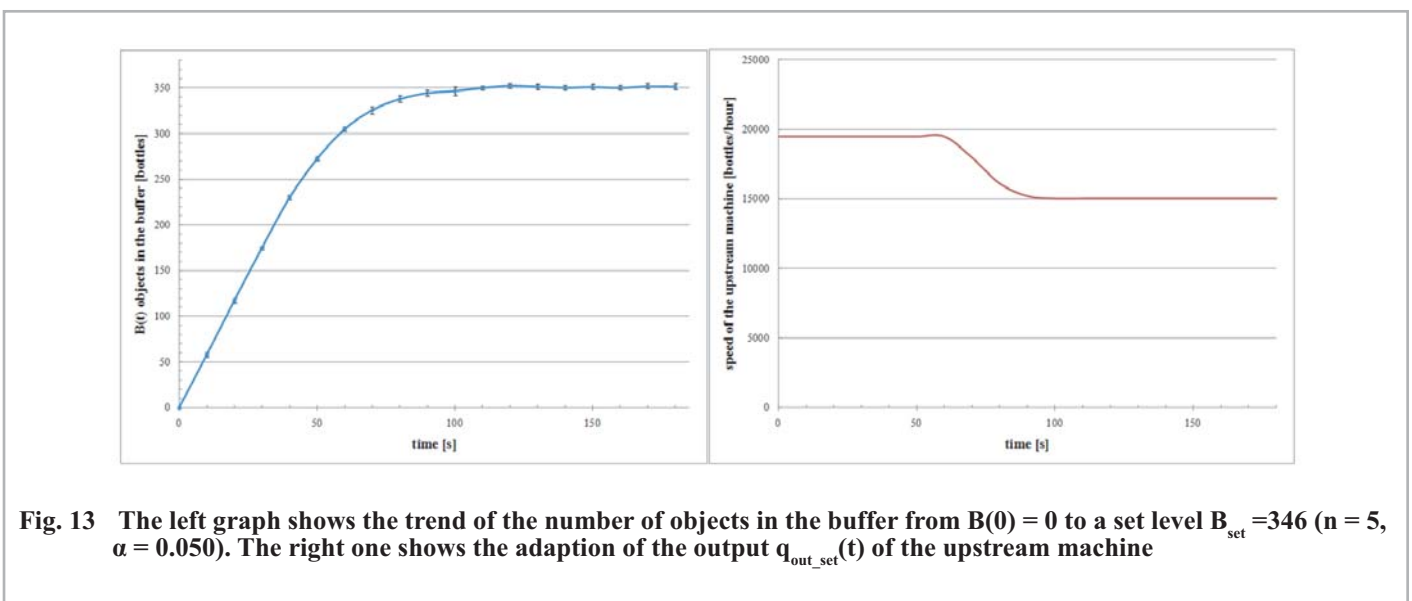 350
300
250
200
150
100
50
0
B(t) objects in the buffer [bottles]
0 50 100 150
time [s]
25000
20000
15000
10000
5000
0
speed of the upstream machine [bottles/hour]
0 50 100 150
time [s]
Fig. 13 The left graph shows the trend of the number of objects in the buffer from B(0) = 0 to a set level B_set =346 (n = 5,
α = 0.050). The right one shows the adaption of the output q_out_set(t) of the upstream machine